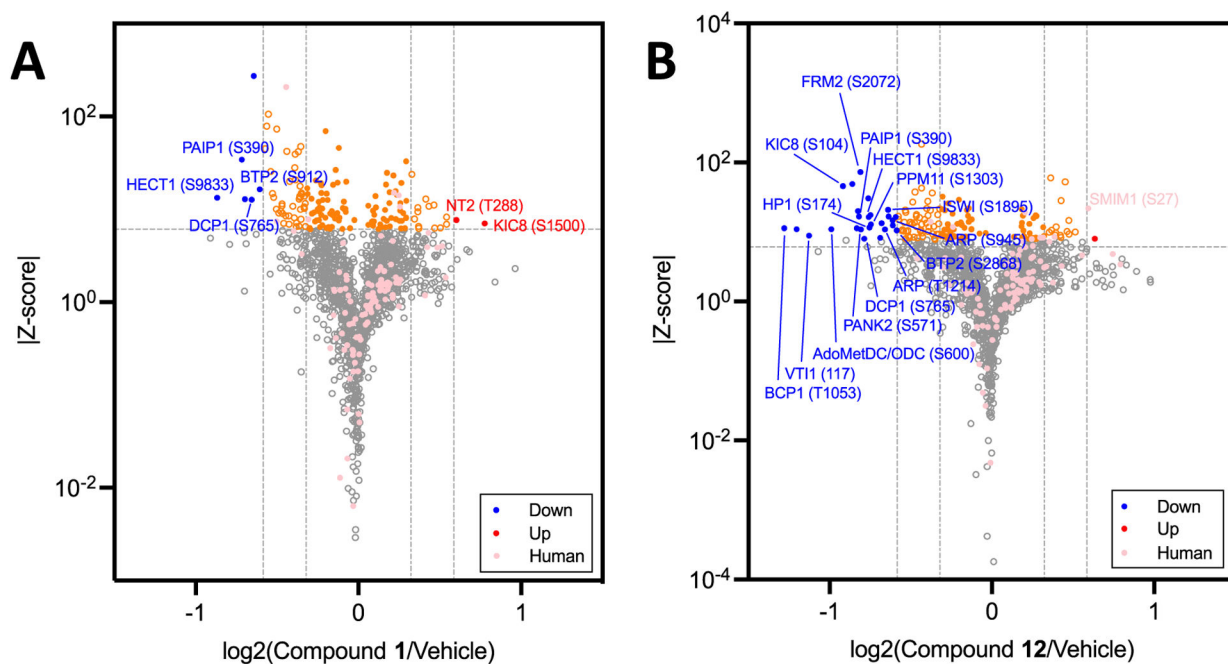 A
10^2
10^0
10^-2
|Z-score|
PAIP1 (S390)
HECT1 (S9833)
BTP2 (S912)
DCP1 (S765)
NT2 (T288)
KIC8 (S1500)
Down
Up
Human
-1
0
1
log2(Compound 1/Vehicle)
B
10^4
10^2
10^0
10^-2
10^-4
|Z-score|
FRM2 (S2072)
PAIP1 (S390)
KIC8 (S104)
HECT1 (S9833)
PPM11 (S1303)
SMIM1 (S27)
HP1 (S174)
ISWI (S1895)
ARP (S945)
BTP2 (S2868)
ARP (T1214)
DCP1 (S765)
PANK2 (S571)
AdoMetDC/ODC (S600)
VTI1 (117)
BCP1 (T1053)
Down
Up
Human
-1
0
1
log2(Compound 12/Vehicle)